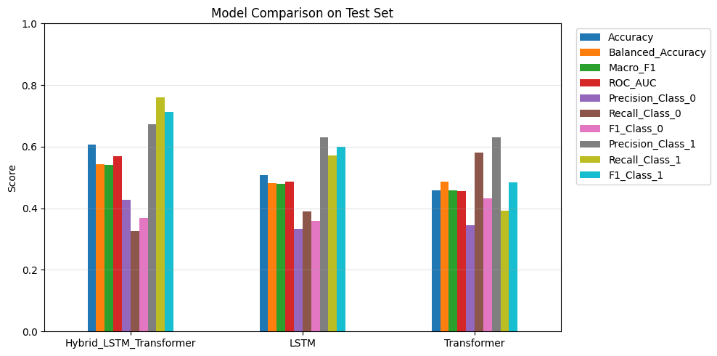 Model Comparison on Test Set
1.0
0.8
0.6
0.4
0.2
0.0
Score
Hybrid_LSTM_Transformer
LSTM
Transformer
Accuracy
Balanced_Accuracy
Macro_F1
ROC_AUC
Precision_Class_0
Recall_Class_0
F1_Class_0
Precision_Class_1
Recall_Class_1
F1_Class_1